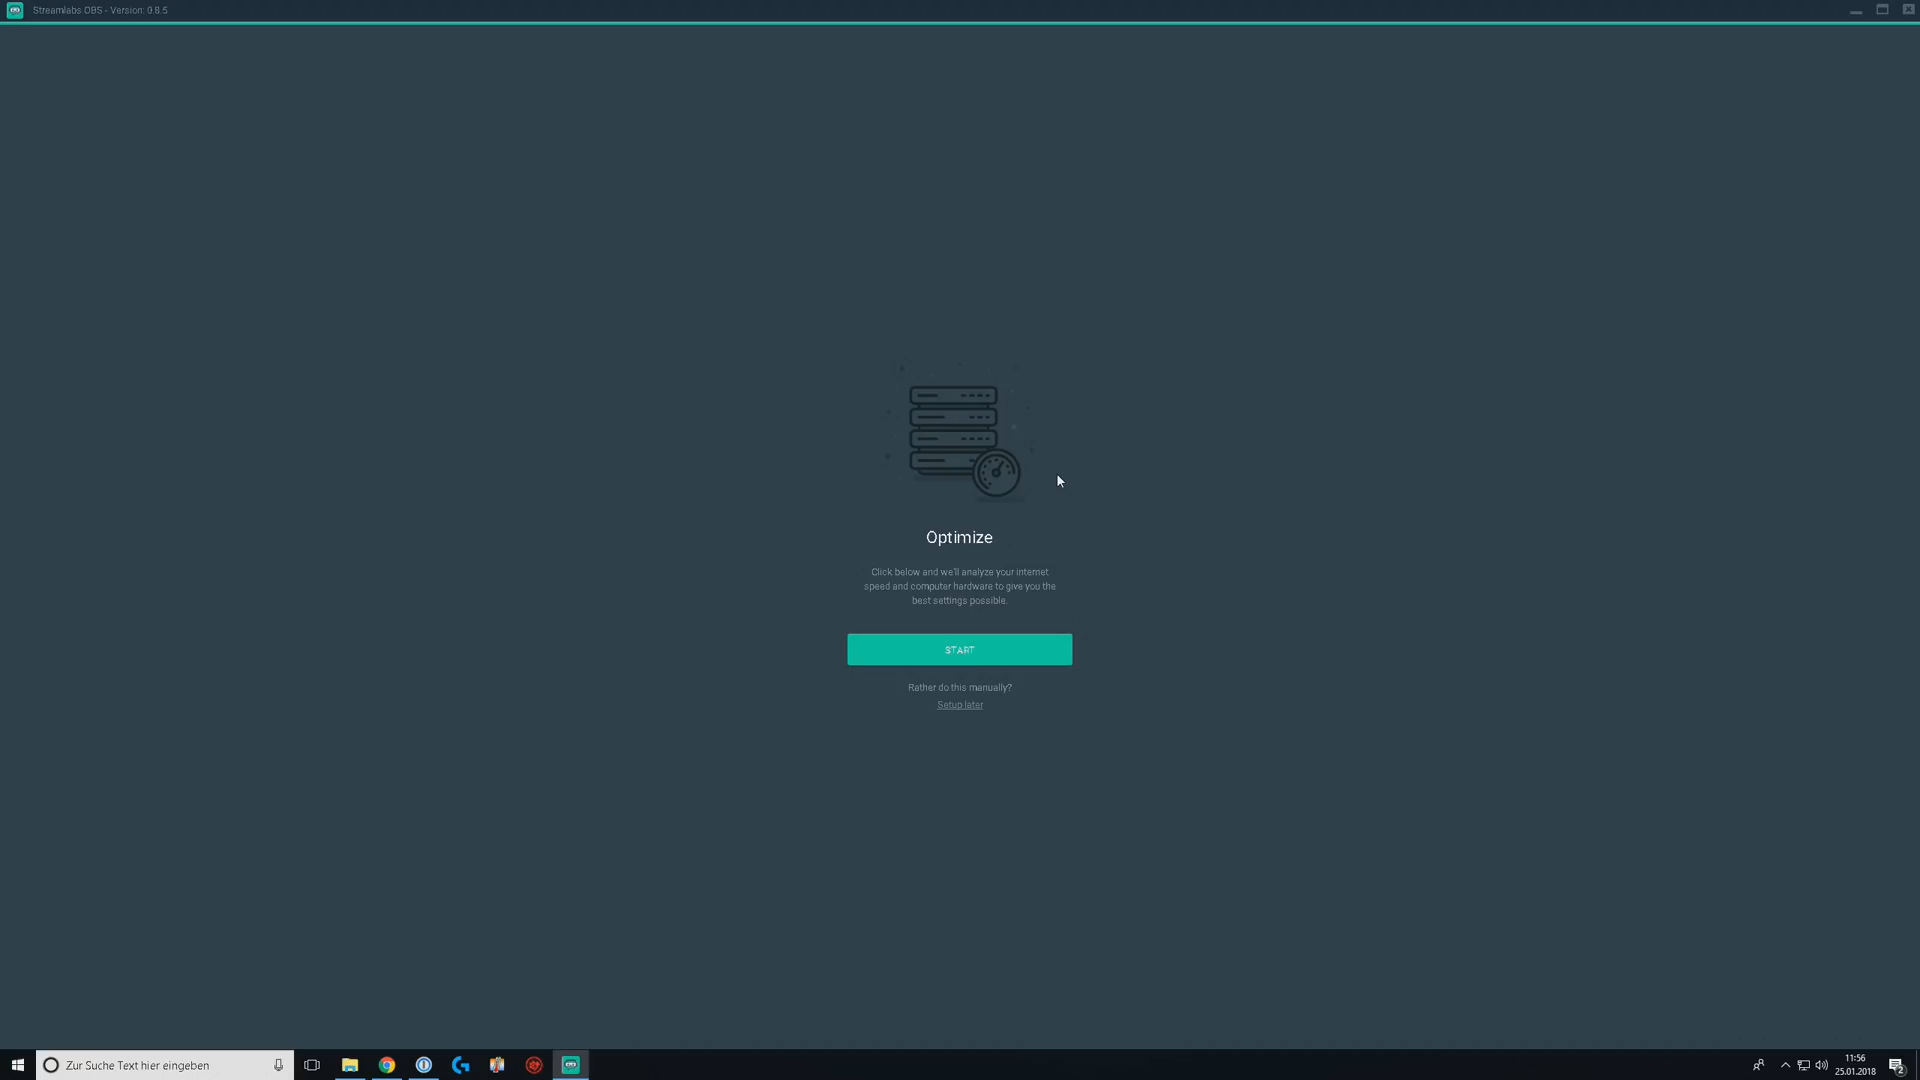 Streamlabs OBS - Version: 0.8.5
Optimize
Click below and we'll analyze your internet
speed and computer hardware to give you the
best settings possible.
START
Rather do this manually?
Setup later
Zur Suche Text hier eingeben
11:56
25.01.2018
2